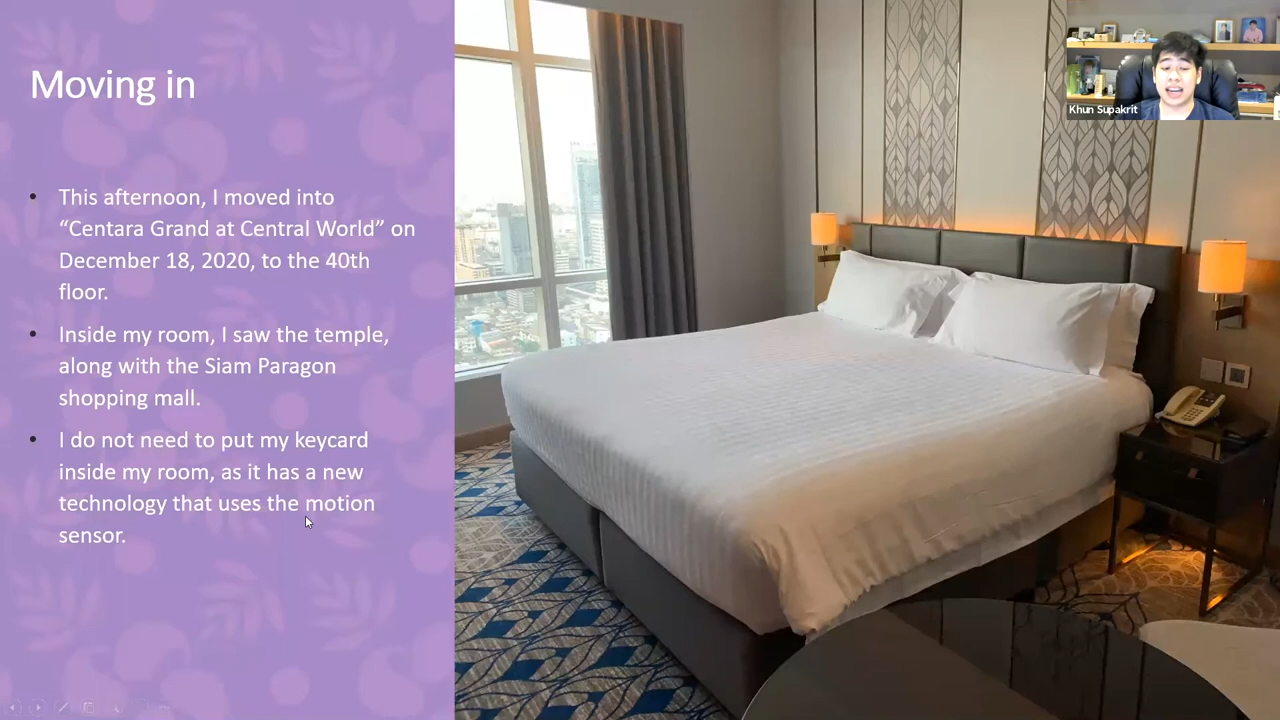 Moving in
Khun Supakrit
• This afternoon, I moved into
“Centara Grand at Central World” on
December 18, 2020, to the 40th
floor.
• Inside my room, I saw the temple,
along with the Siam Paragon
shopping mall.
• I do not need to put my keycard
inside my room, as it has a new
technology that uses the motion
sensor.